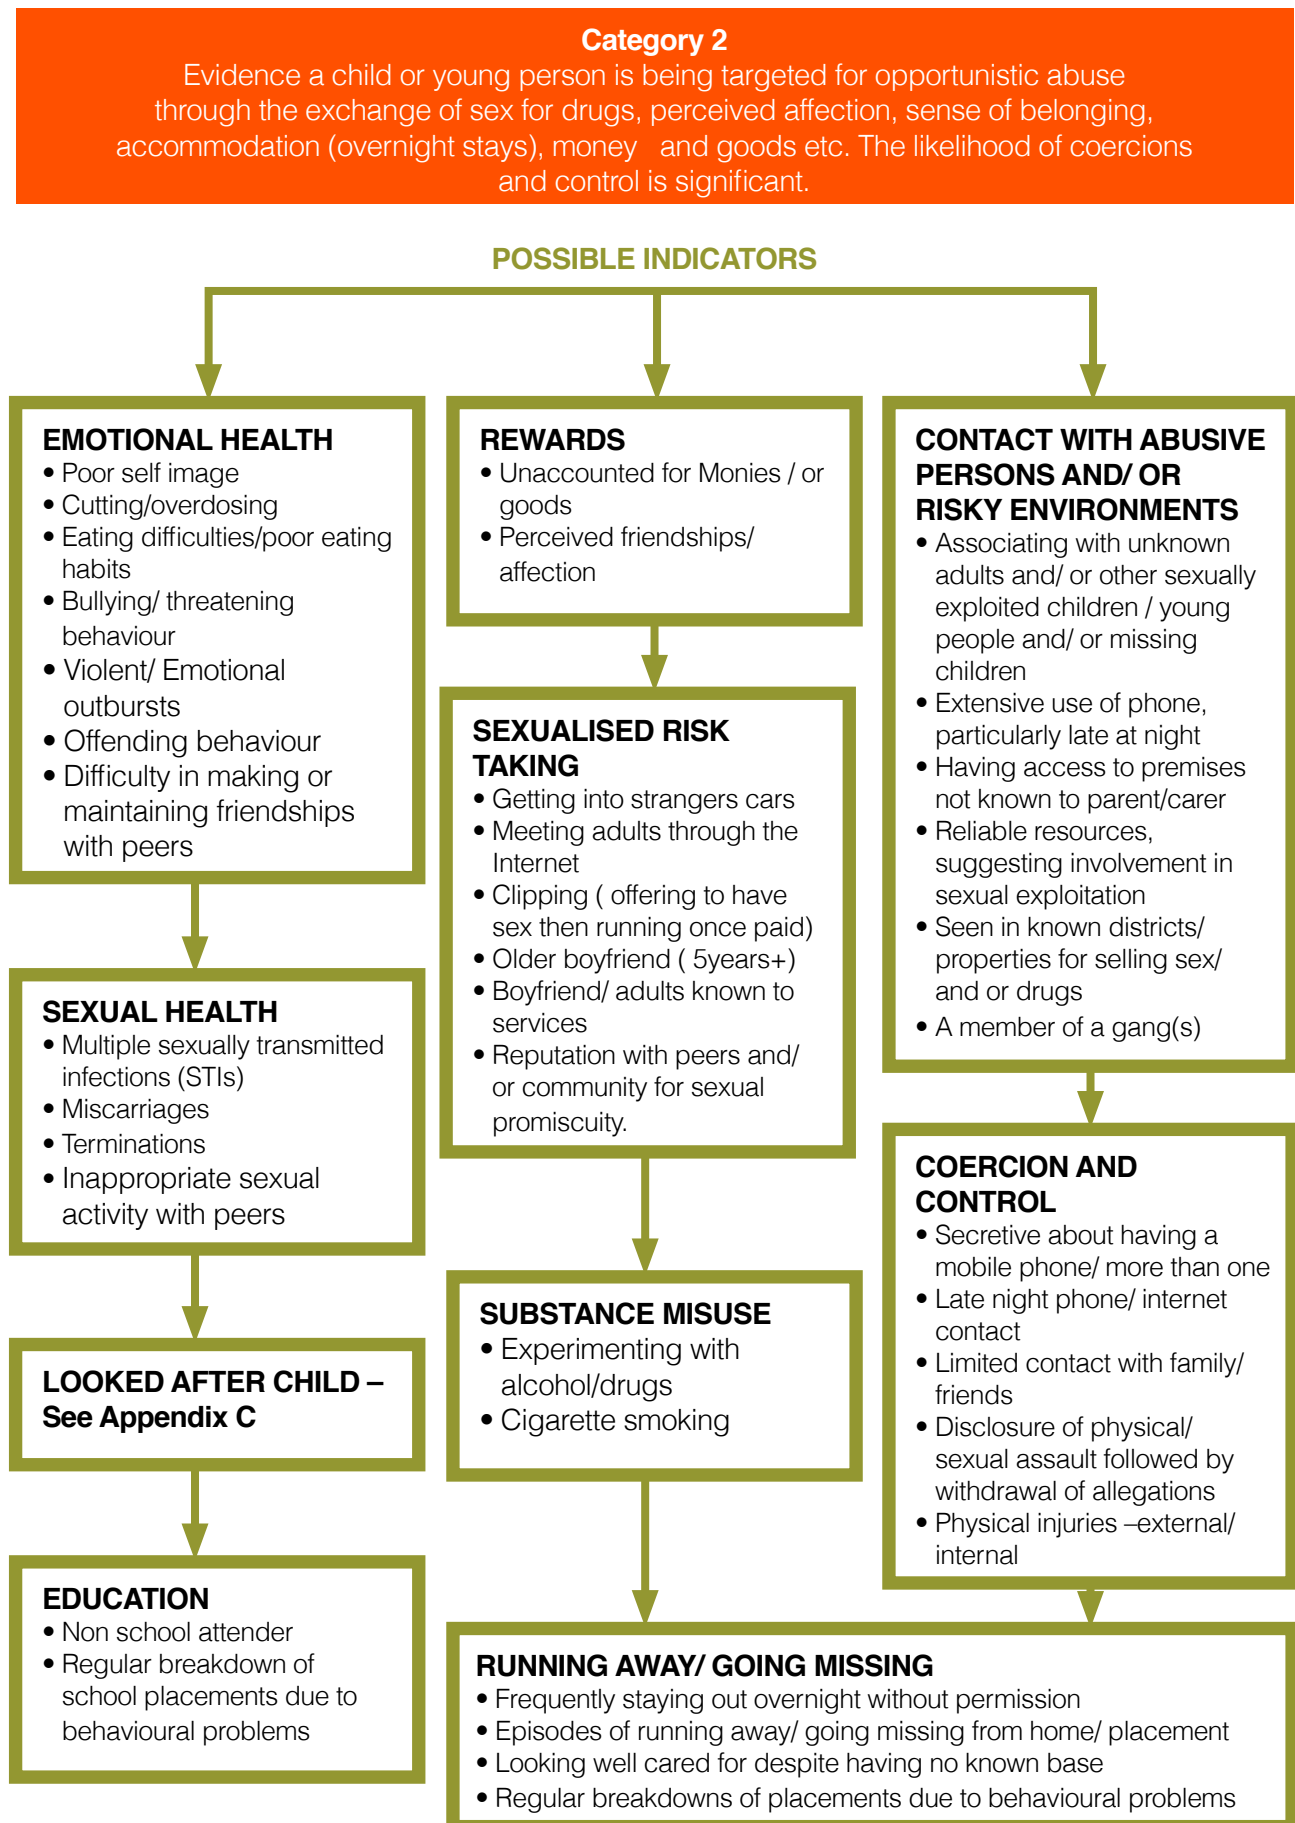 Category 2
Evidence a child or young person is being targeted for opportunistic abuse
through the exchange of sex for drugs, perceived affection, sense of belonging,
accommodation (overnight stays), money   and goods etc. The likelihood of coercions
and control is significant.
POSSIBLE INDICATORS
EMOTIONAL HEALTH
• Poor self image
• Cutting/overdosing
• Eating difficulties/poor eating
habits
• Bullying/ threatening
behaviour
• Violent/ Emotional
outbursts
• Offending behaviour
• Difficulty in making or
maintaining friendships
with peers
SEXUAL HEALTH
• Multiple sexually transmitted
infections (STIs)
• Miscarriages
• Terminations
• Inappropriate sexual
activity with peers
LOOKED AFTER CHILD –
See Appendix C
EDUCATION
• Non school attender
• Regular breakdown of
school placements due to
behavioural problems
REWARDS
• Unaccounted for Monies / or
goods
• Perceived friendships/
affection
SEXUALISED RISK
TAKING
• Getting into strangers cars
• Meeting adults through the
Internet
• Clipping ( offering to have
sex then running once paid)
• Older boyfriend ( 5years+)
• Boyfriend/ adults known to
services
• Reputation with peers and/
or community for sexual
promiscuity.
SUBSTANCE MISUSE
• Experimenting with
alcohol/drugs
• Cigarette smoking
CONTACT WITH ABUSIVE
PERSONS AND/ OR
RISKY ENVIRONMENTS
• Associating with unknown
adults and/ or other sexually
exploited children / young
people and/ or missing
children
• Extensive use of phone,
particularly late at night
• Having access to premises
not known to parent/carer
• Reliable resources,
suggesting involvement in
sexual exploitation
• Seen in known districts/
properties for selling sex/
and or drugs
• A member of a gang(s)
COERCION AND
CONTROL
• Secretive about having a
mobile phone/ more than one
• Late night phone/ internet
contact
• Limited contact with family/
friends
• Disclosure of physical/
sexual assault followed by
withdrawal of allegations
• Physical injuries –external/
internal
RUNNING AWAY/ GOING MISSING
• Frequently staying out overnight without permission
• Episodes of running away/ going missing from home/ placement
• Looking well cared for despite having no known base
• Regular breakdowns of placements due to behavioural problems